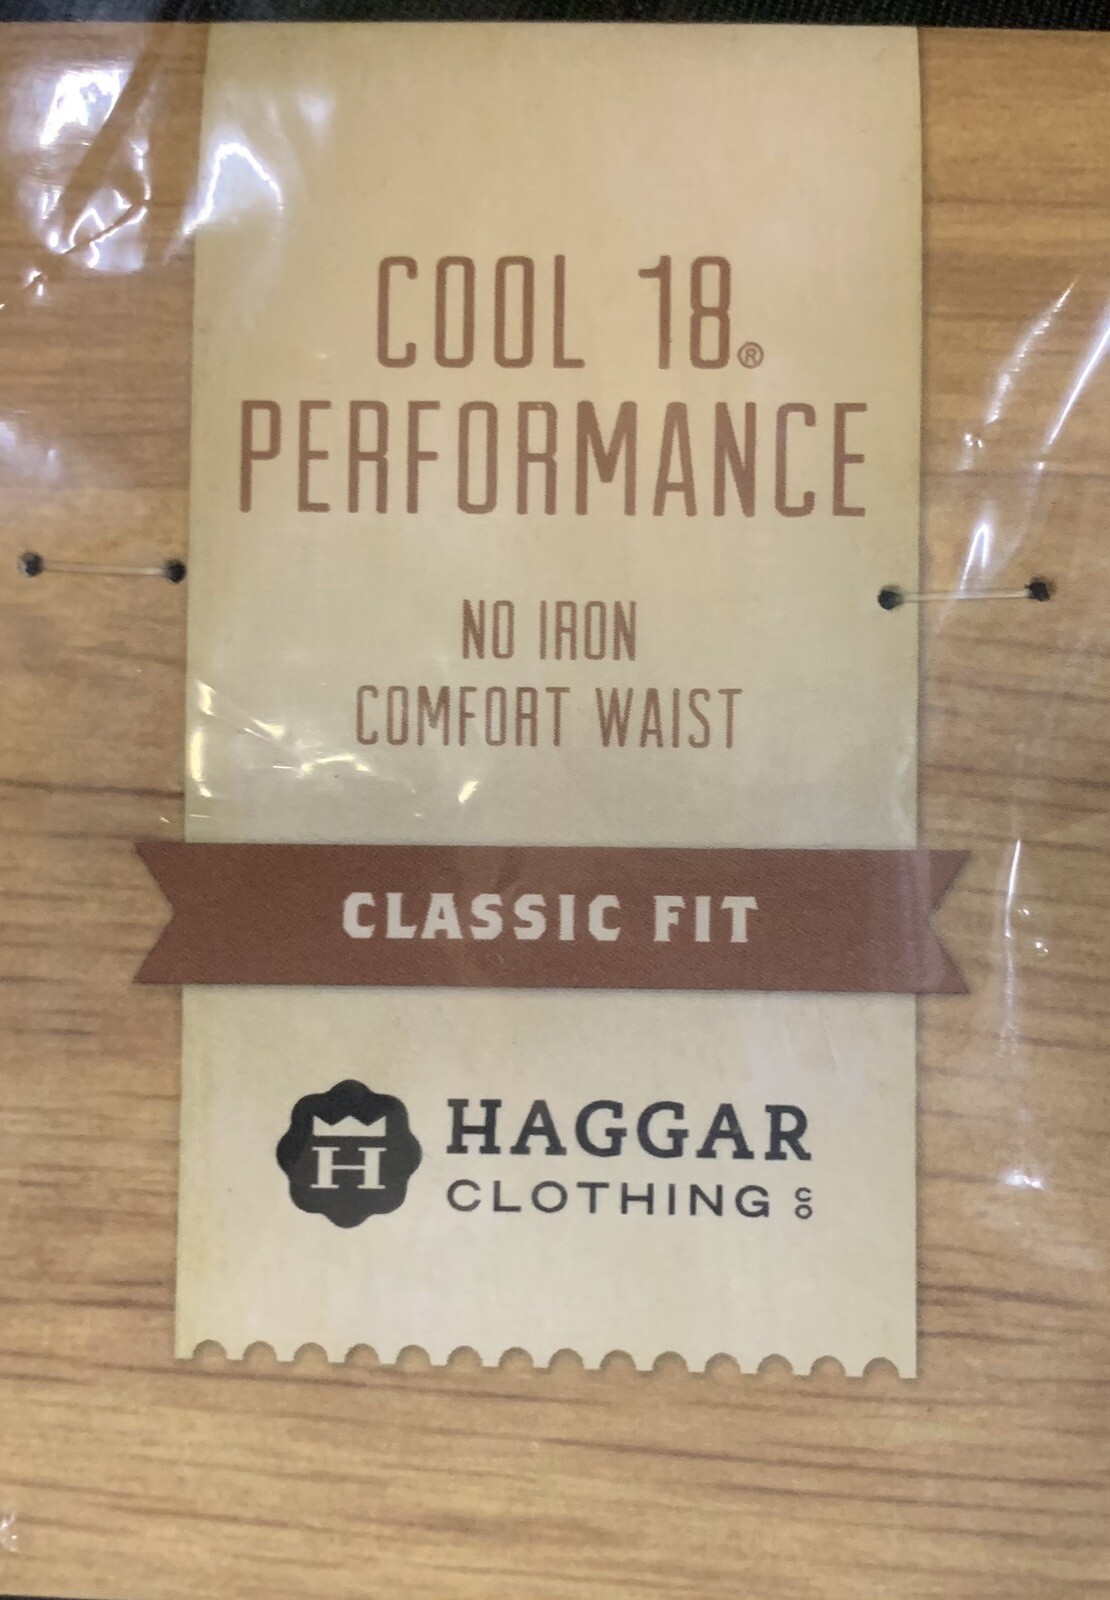 COOL 18®
PERFORMANCE
NO IRON
COMFORT WAIST
CLASSIC FIT
H
HAGGAR
CLOTHING CO